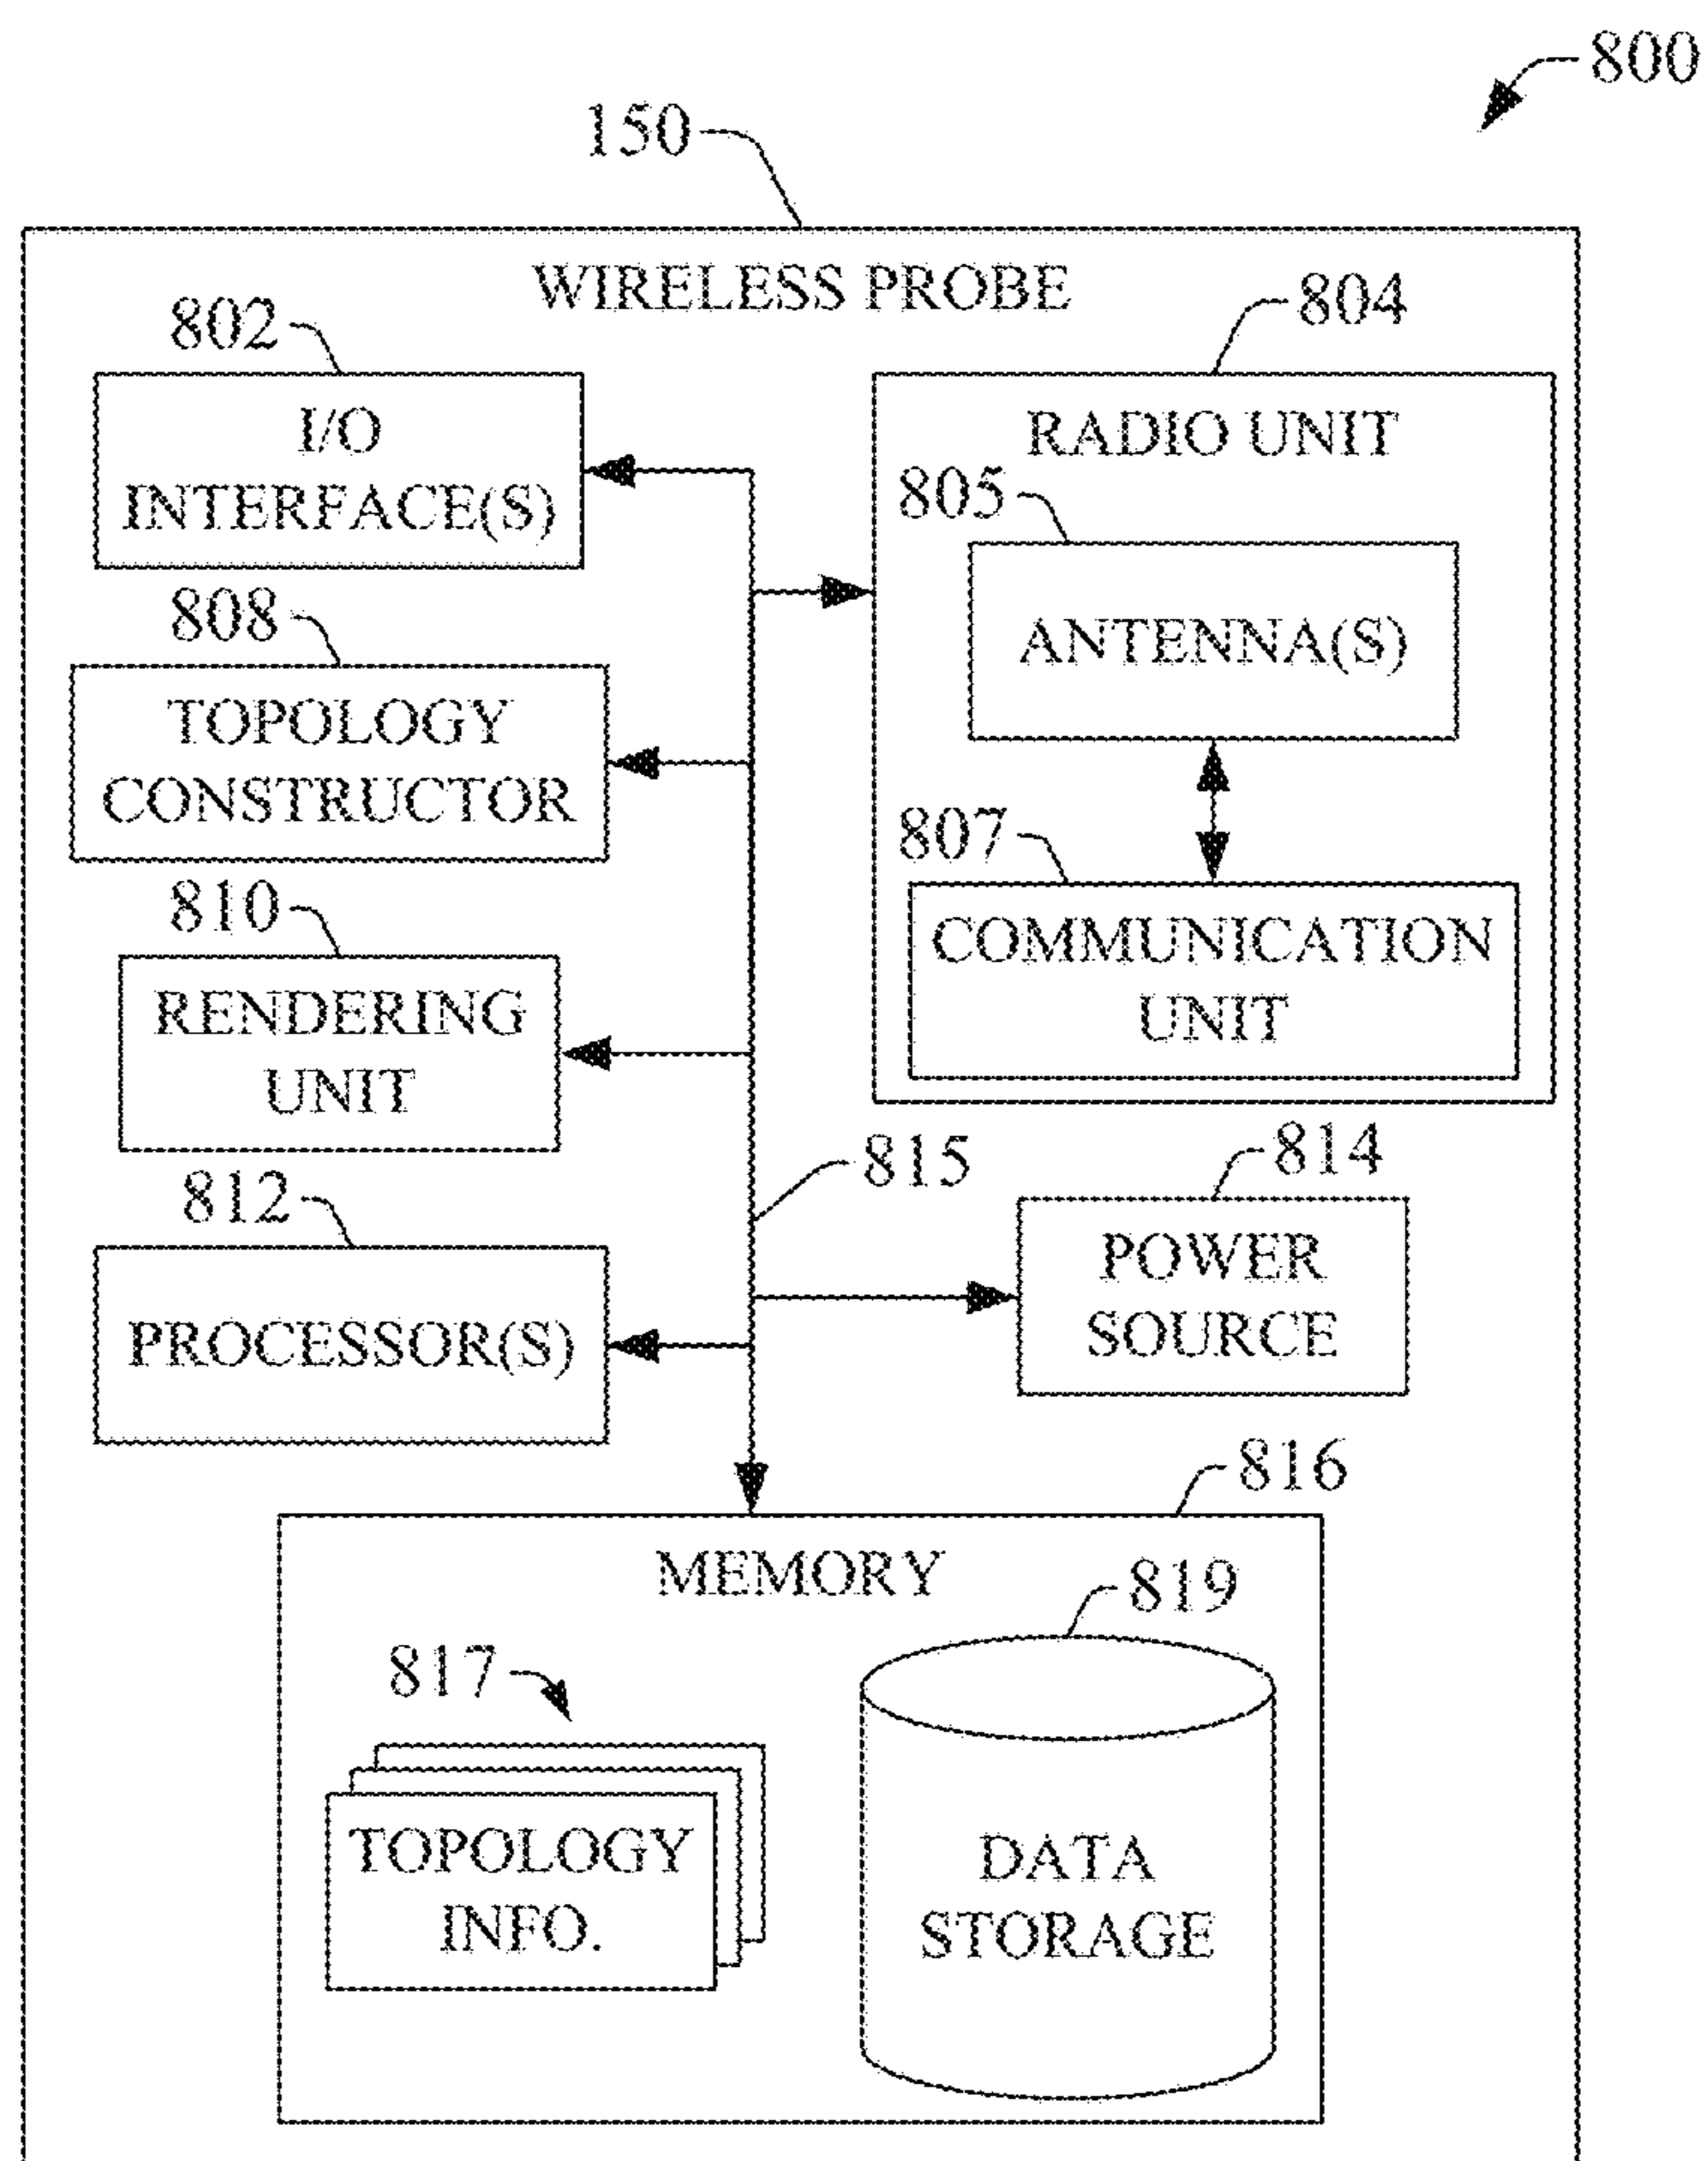 800
150
WIRELESS PROBE
802
I/O
INTERFACE(S)
804
RADIO UNIT
805
ANTENNA(S)
808
TOPOLOGY
CONSTRUCTOR
807
COMMUNICATION
UNIT
810
RENDERING
UNIT
815
814
POWER
SOURCE
812
PROCESSOR(S)
816
MEMORY
819
817
TOPOLOGY
INFO.
DATA
STORAGE